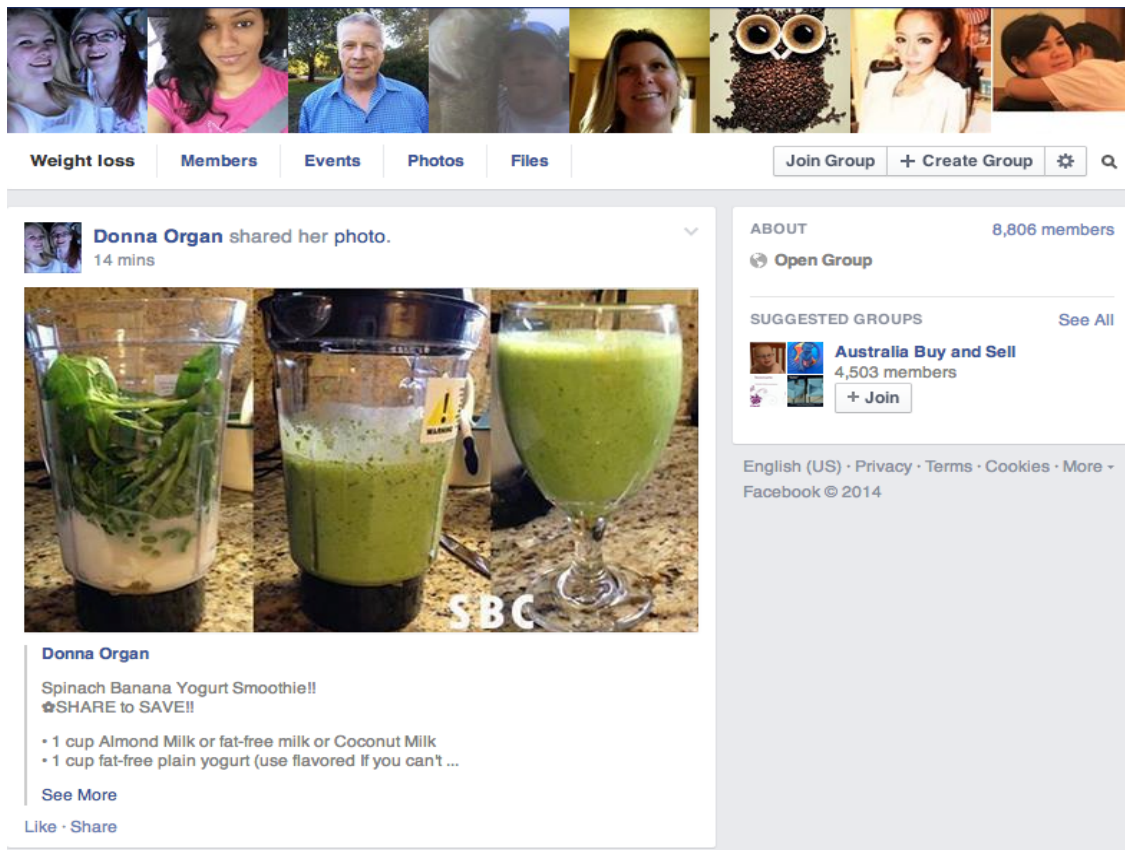 Weight loss
Members
Events
Photos
Files
Join Group
+ Create Group
Donna Organ shared her photo.
14 mins
WARNING
SBC
Donna Organ
Spinach Banana Yogurt Smoothie!!
✿SHARE to SAVE!!
• 1 cup Almond Milk or fat-free milk or Coconut Milk
• 1 cup fat-free plain yogurt (use flavored If you can't ...
See More
Like · Share
ABOUT
8,806 members
Open Group
SUGGESTED GROUPS
See All
Australia Buy and Sell
4,503 members
+ Join
English (US) · Privacy · Terms · Cookies · More
Facebook © 2014